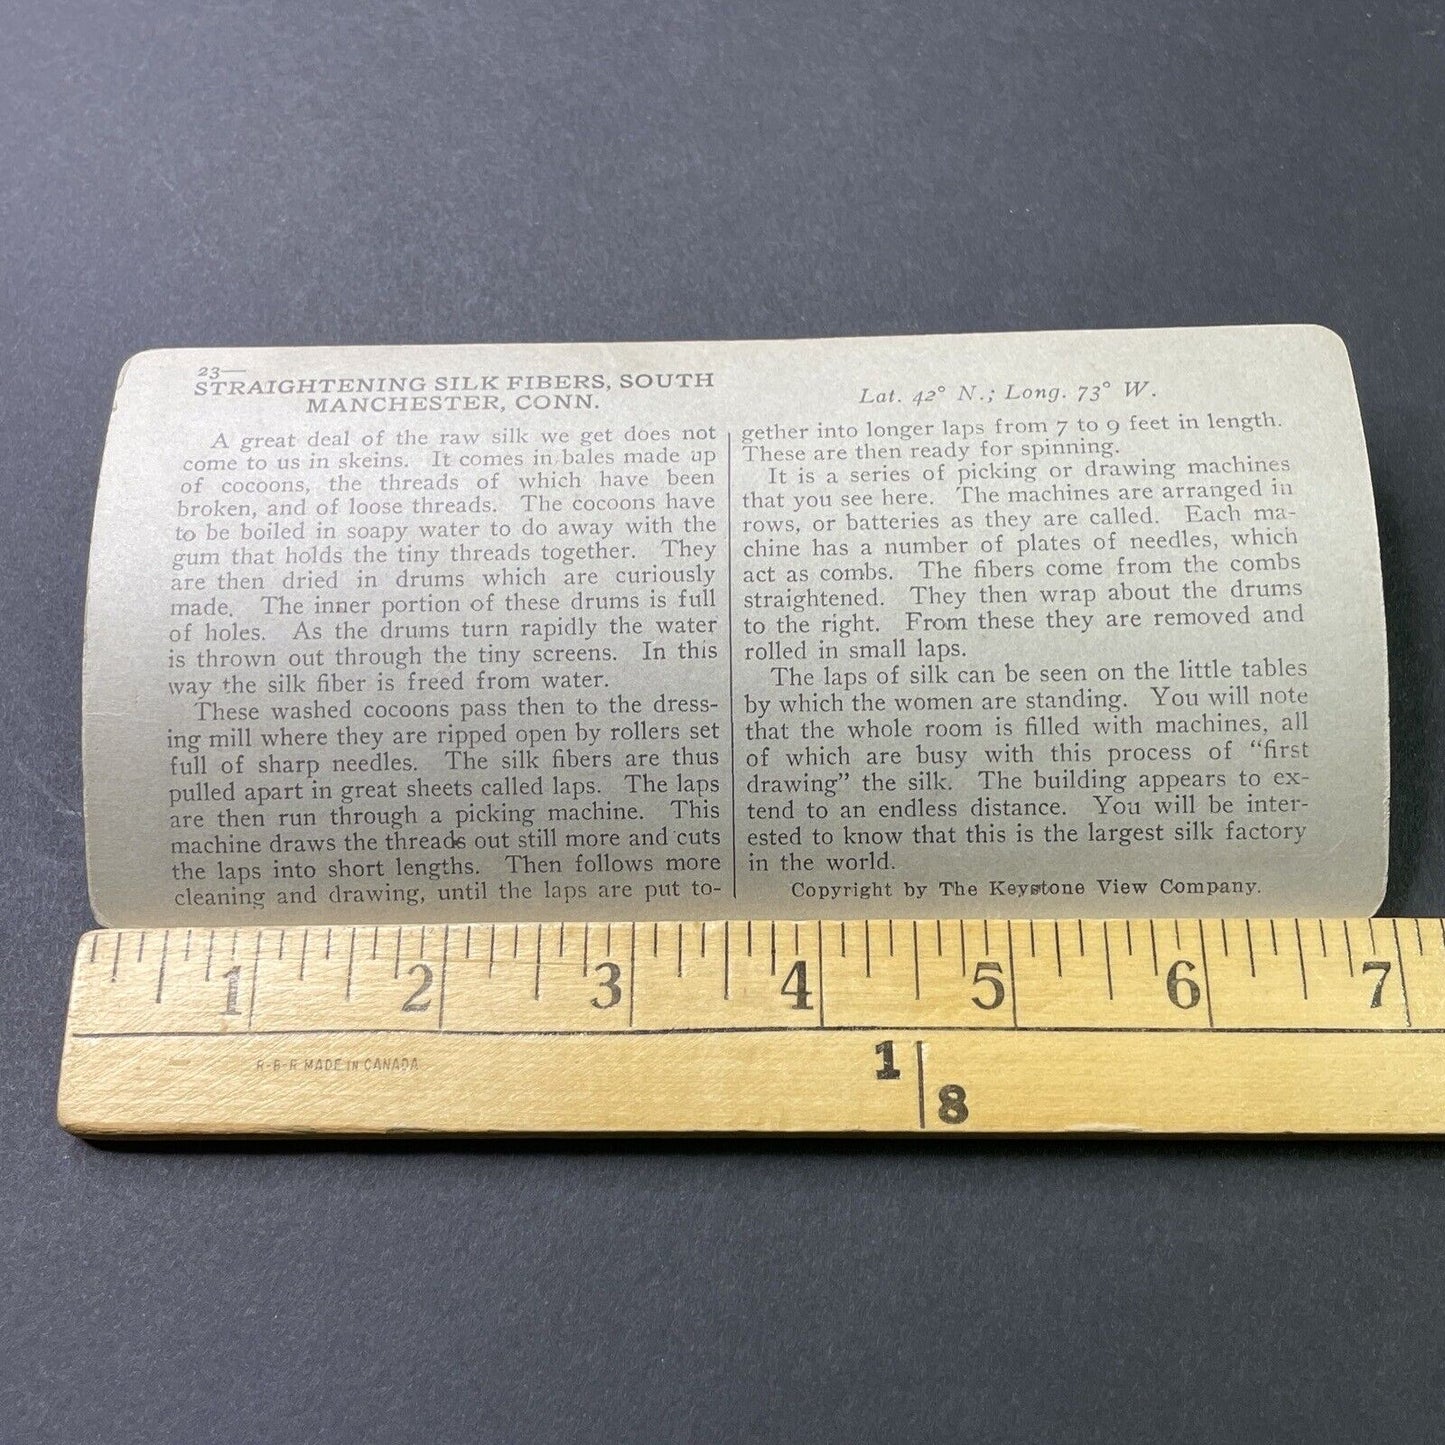 23—
STRAIGHTENING SILK FIBERS, SOUTH
MANCHESTER, CONN.
A great deal of the raw silk we get does not
come to us in skeins. It comes in bales made up
of cocoons, the threads of which have been
broken, and of loose threads. The cocoons have
to be boiled in soapy water to do away with the
gum that holds the tiny threads together. They
are then dried in drums which are curiously
made. The inner portion of these drums is full
of holes. As the drums turn rapidly the water
is thrown out through the tiny screens. In this
way the silk fiber is freed from water.
These washed cocoons pass then to the dress-
ing mill where they are ripped open by rollers set
full of sharp needles. The silk fibers are thus
pulled apart in great sheets called laps. The laps
are then run through a picking machine. This
machine draws the threads out still more and cuts
the laps into short lengths. Then follows more
cleaning and drawing, until the laps are put to-
Lat. 42° N.; Long. 73° W.
gether into longer laps from 7 to 9 feet in length.
These are then ready for spinning.
It is a series of picking or drawing machines
that you see here. The machines are arranged in
rows, or batteries as they are called. Each ma-
chine has a number of plates of needles, which
act as combs. The fibers come from the combs
straightened. They then wrap about the drums
to the right. From these they are removed and
rolled in small laps.
The laps of silk can be seen on the little tables
by which the women are standing. You will note
that the whole room is filled with machines, all
of which are busy with this process of "first
drawing" the silk. The building appears to ex-
tend to an endless distance. You will be inter-
ested to know that this is the largest silk factory
in the world.
Copyright by The Keystone View Company.
1 2 3 4 5 6 7
R-B-R MADE IN CANADA
1 8